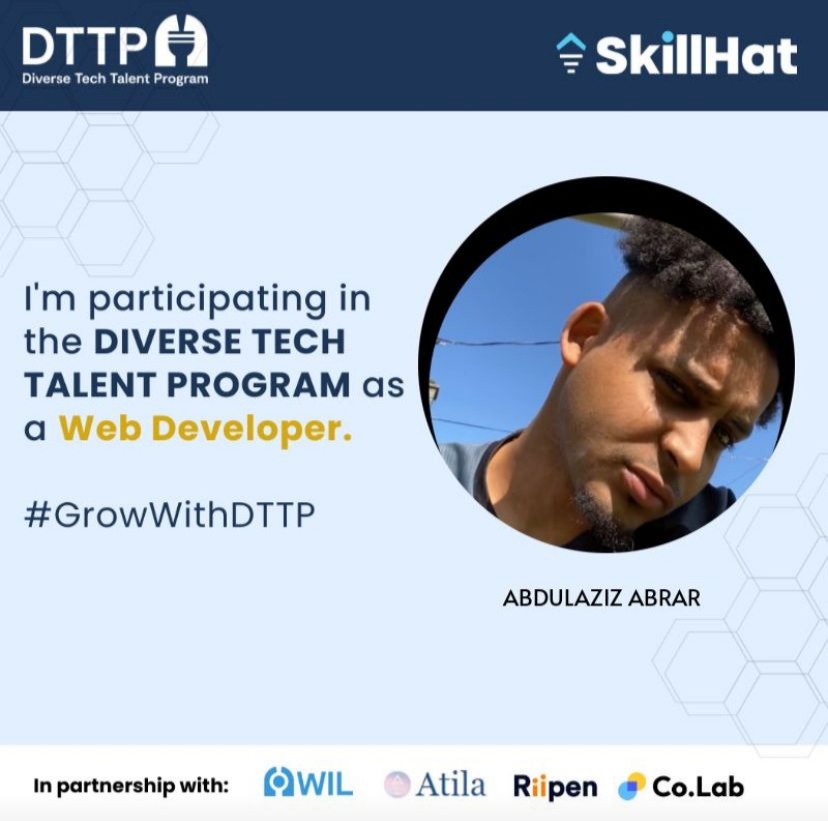 DTTP
Diverse Tech Talent Program
SkillHat
I'm participating in
the DIVERSE TECH
TALENT PROGRAM as
a Web Developer.
#GrowWithDTTP
ABDULAZIZ ABRAR
In partnership with: WIL Atila Riipen Co.Lab